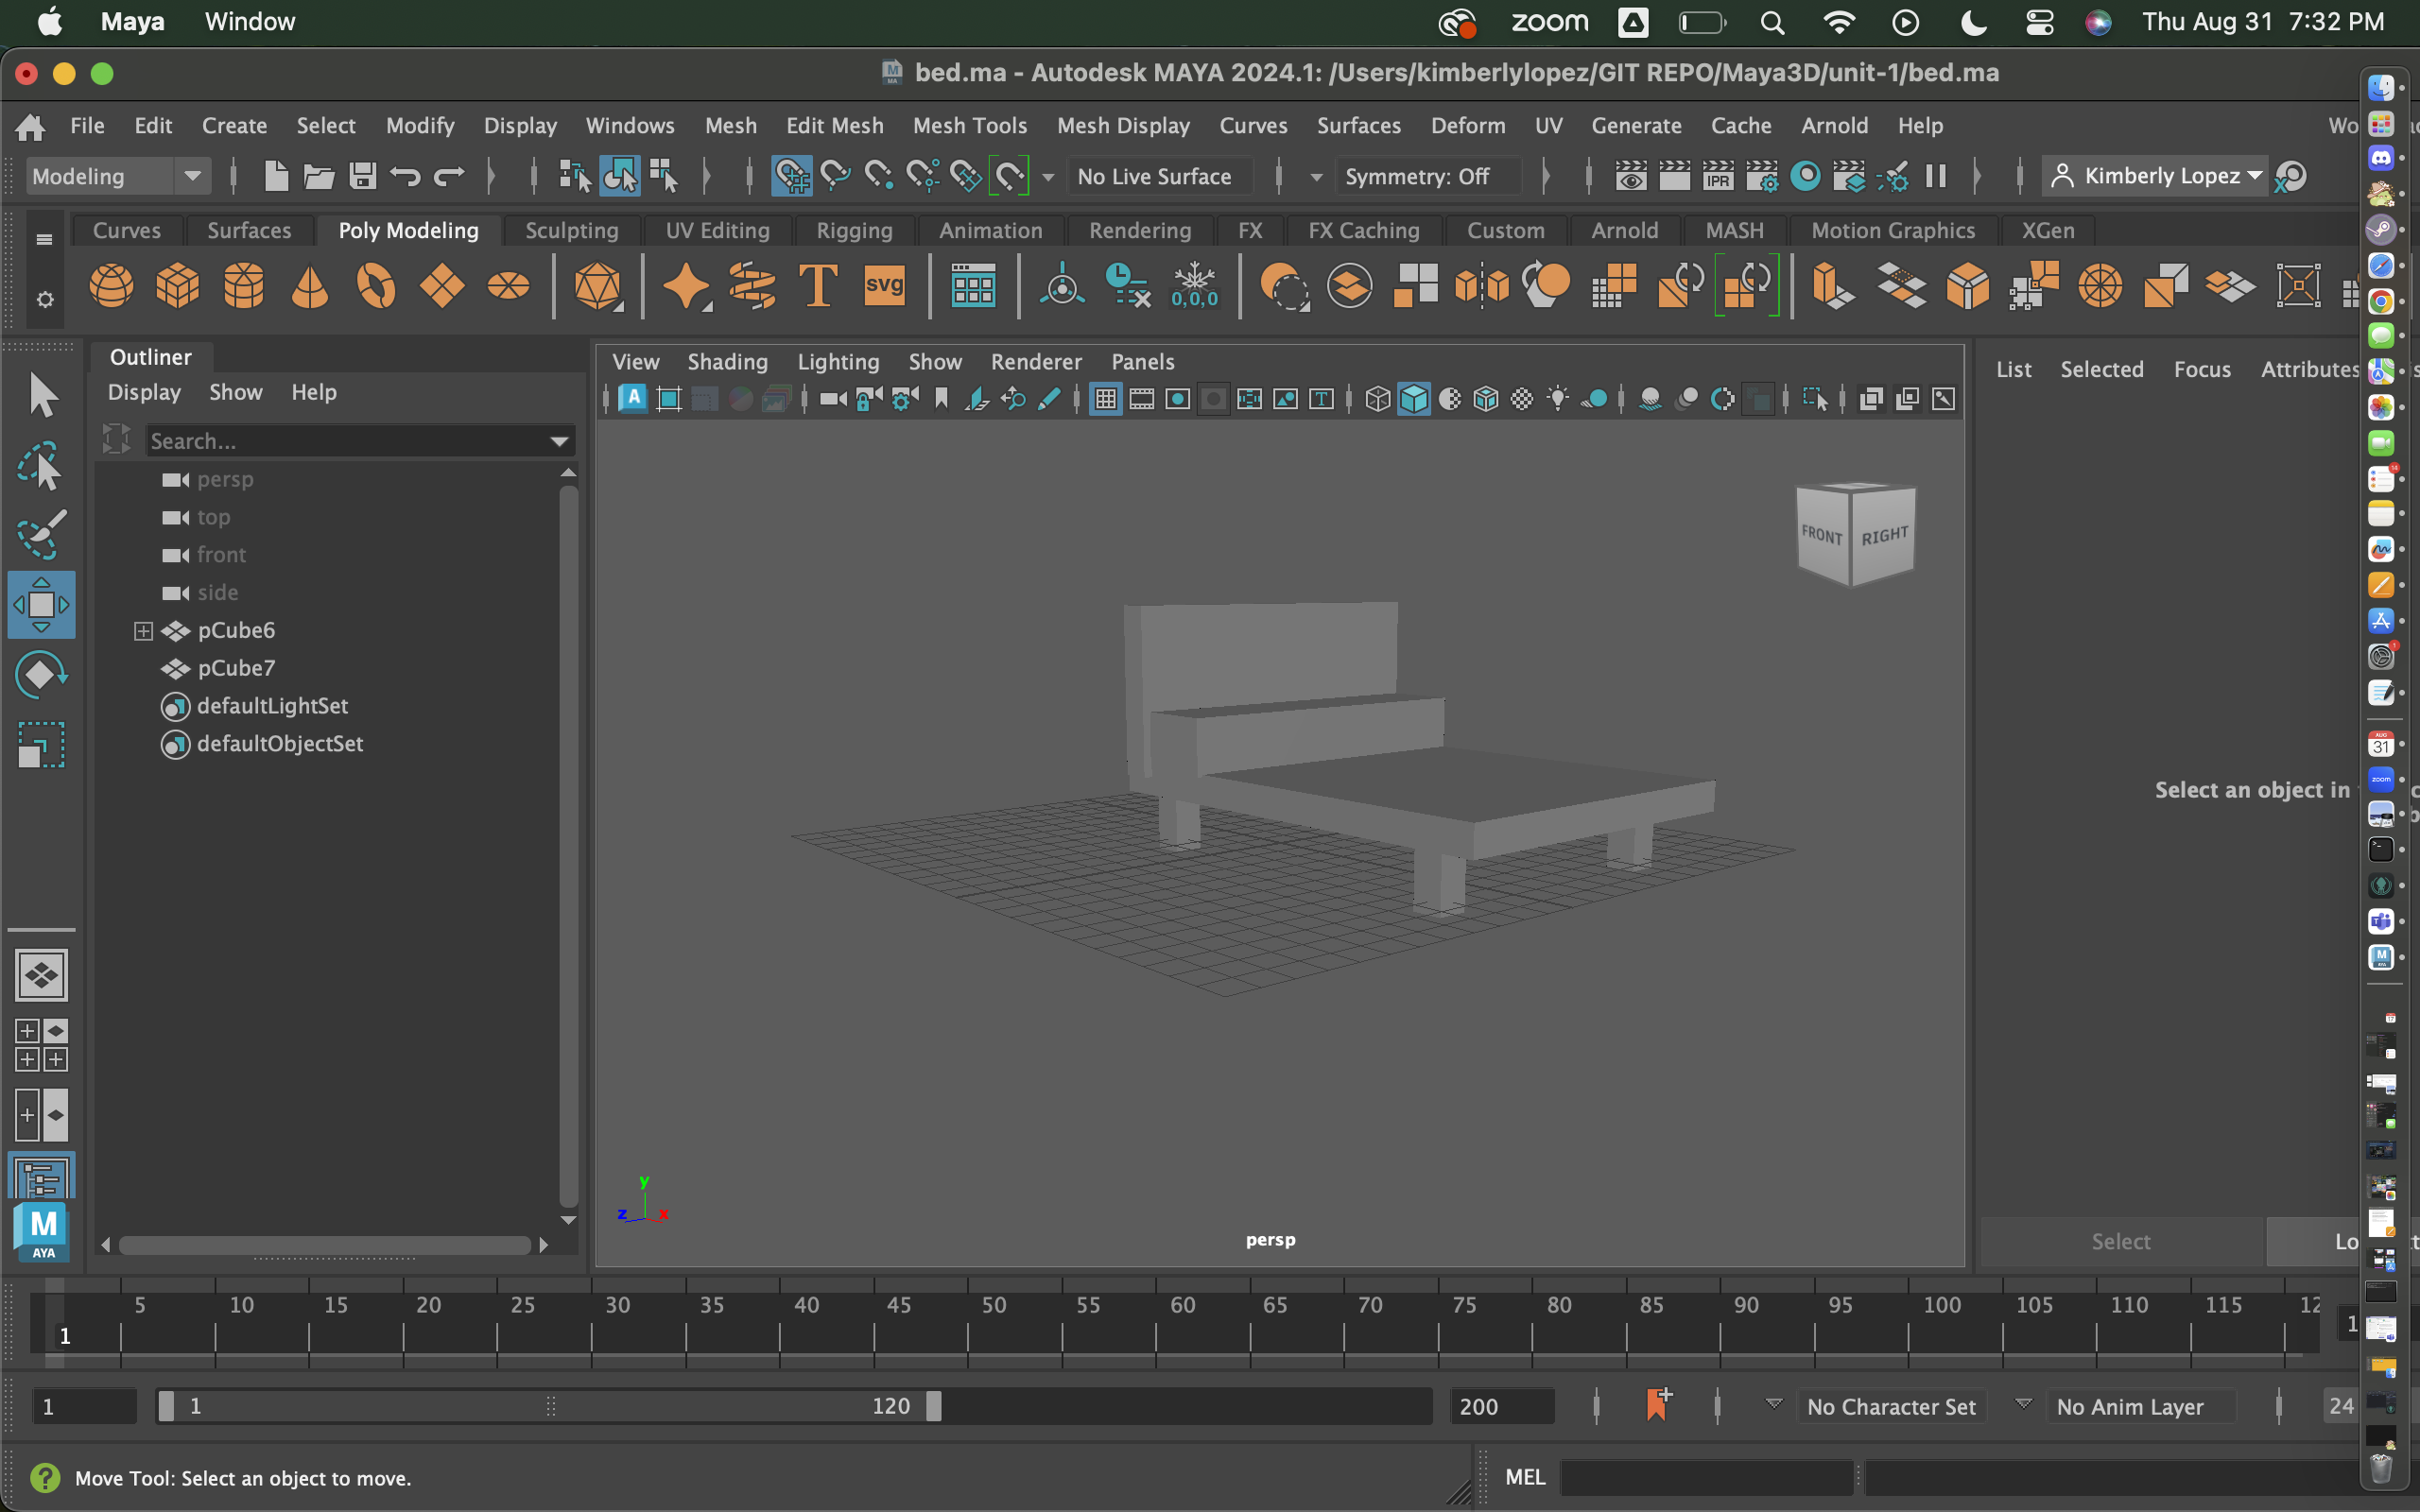 Maya Window zoom Thu Aug 31 7:32 PM
bed.ma - Autodesk MAYA 2024.1: /Users/kimberlylopez/GIT REPO/Maya3D/unit-1/bed.ma
File Edit Create Select Modify Display Windows Mesh Edit Mesh Mesh Tools Mesh Display Curves Surfaces Deform UV Generate Cache Arnold Help Wo
Modeling No Live Surface Symmetry: Off IPR Kimberly Lopez
Curves Surfaces Poly Modeling Sculpting UV Editing Rigging Animation Rendering FX FX Caching Custom Arnold MASH Motion Graphics XGen
T svg 0,0,0
Outliner
Display Show Help
Search...
persp
top
front
side
pCube6
pCube7
defaultLightSet
defaultObjectSet
View Shading Lighting Show Renderer Panels
FRONT RIGHT
y
z x
persp
List Selected Focus Attributes
Select an object in
Select Lo
M
AYA
5 10 15 20 25 30 35 40 45 50 55 60 65 70 75 80 85 90 95 100 105 110 115 12
1 1
1 1 120 200 No Character Set No Anim Layer 24
Move Tool: Select an object to move. MEL